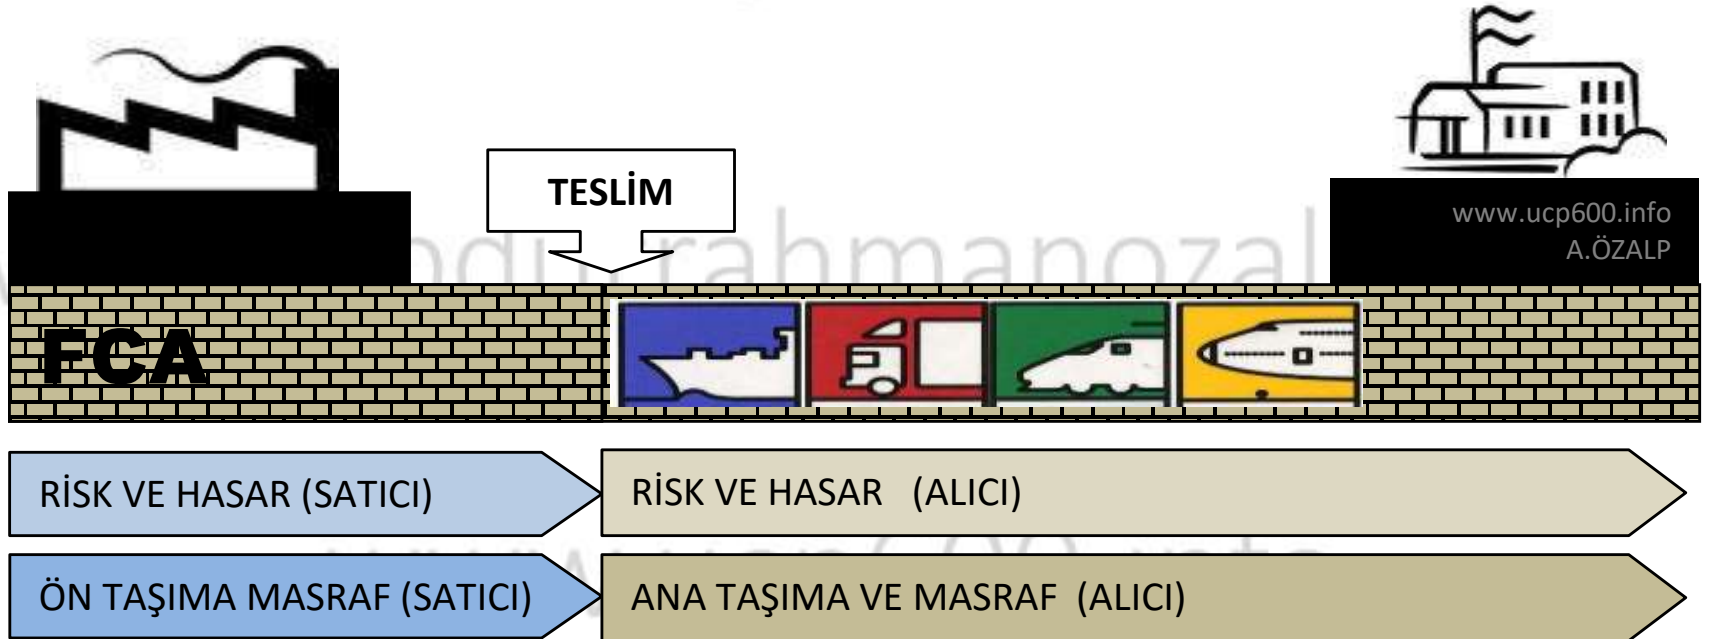 TESLİM
www.ucp600.info
A.ÖZALP
FCA
RİSK VE HASAR (SATICI)
RİSK VE HASAR (ALICI)
ÖN TAŞIMA MASRAF (SATICI)
ANA TAŞIMA VE MASRAF (ALICI)